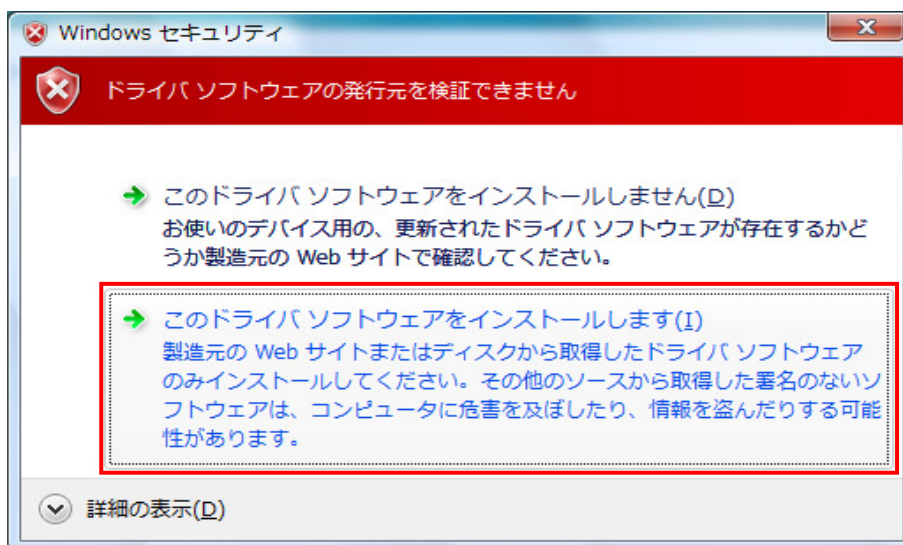 Windows セキュリティ
ドライバ ソフトウェアの発行元を検証できません
このドライバ ソフトウェアをインストールしません(D)
お使いのデバイス用の、更新されたドライバ ソフトウェアが存在するかど
うか製造元の Web サイトで確認してください。
このドライバ ソフトウェアをインストールします(I)
製造元の Web サイトまたはディスクから取得したドライバ ソフトウェア
のみインストールしてください。その他のソースから取得した署名のないソ
フトウェアは、コンピュータに危害を及ぼしたり、情報を盗んだりする可能
性があります。
詳細の表示(D)